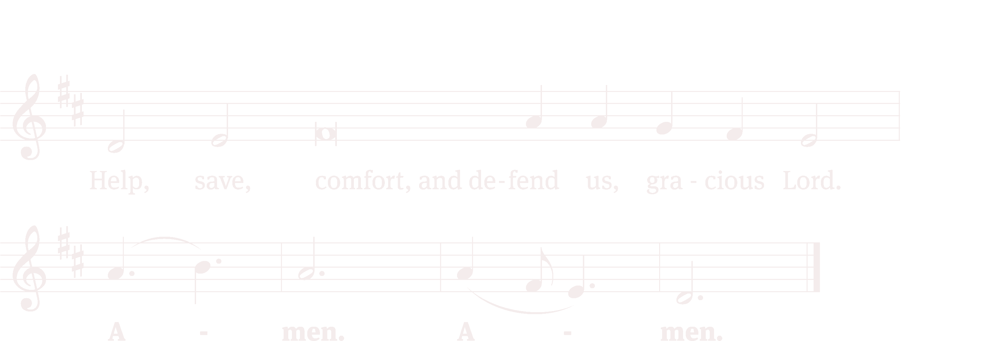 Help, save, comfort, and de-fend us, gra - cious Lord.
A - men. A - men.